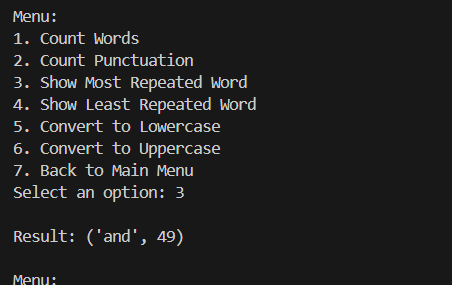 Menu:
1. Count Words
2. Count Punctuation
3. Show Most Repeated Word
4. Show Least Repeated Word
5. Convert to Lowercase
6. Convert to Uppercase
7. Back to Main Menu
Select an option: 3
Result: ('and', 49)
Menu: